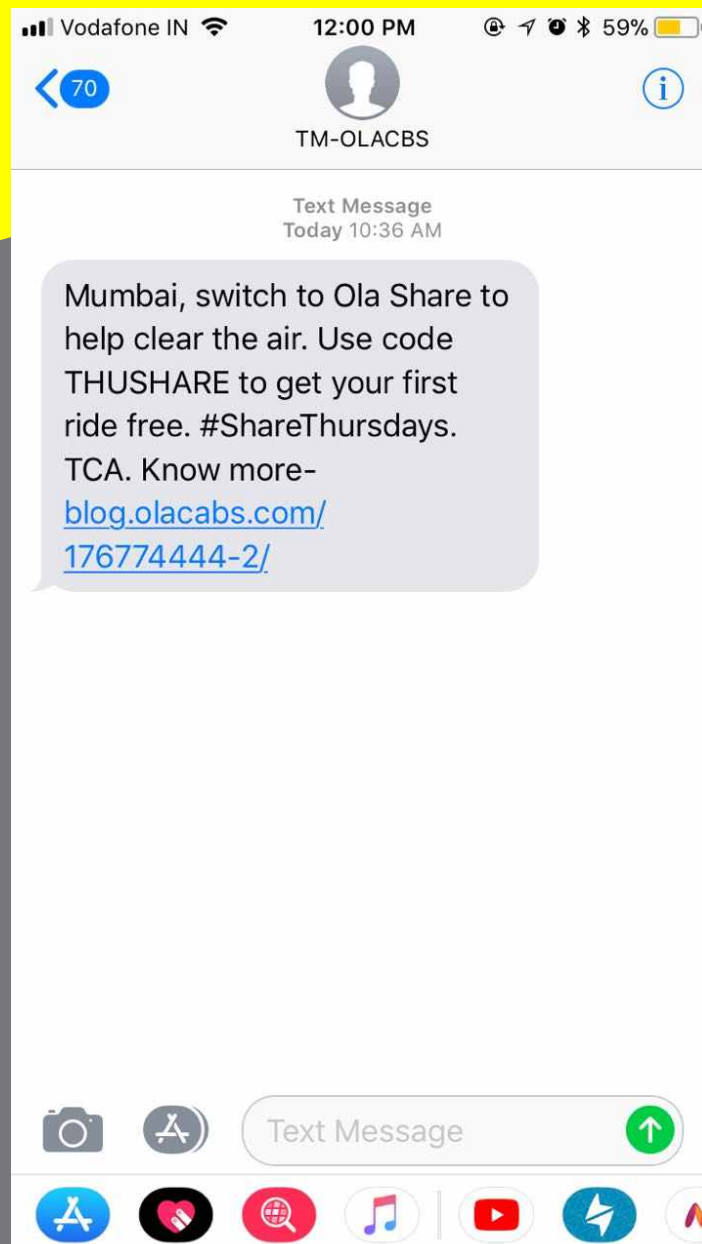 Vodafone IN
12:00 PM
59%
70
TM-OLACBS
Text Message
Today 10:36 AM
Mumbai, switch to Ola Share to
help clear the air. Use code
THUSHARE to get your first
ride free. #ShareThursdays.
TCA. Know more-
blog.olacabs.com/
176774444-2/
Text Message